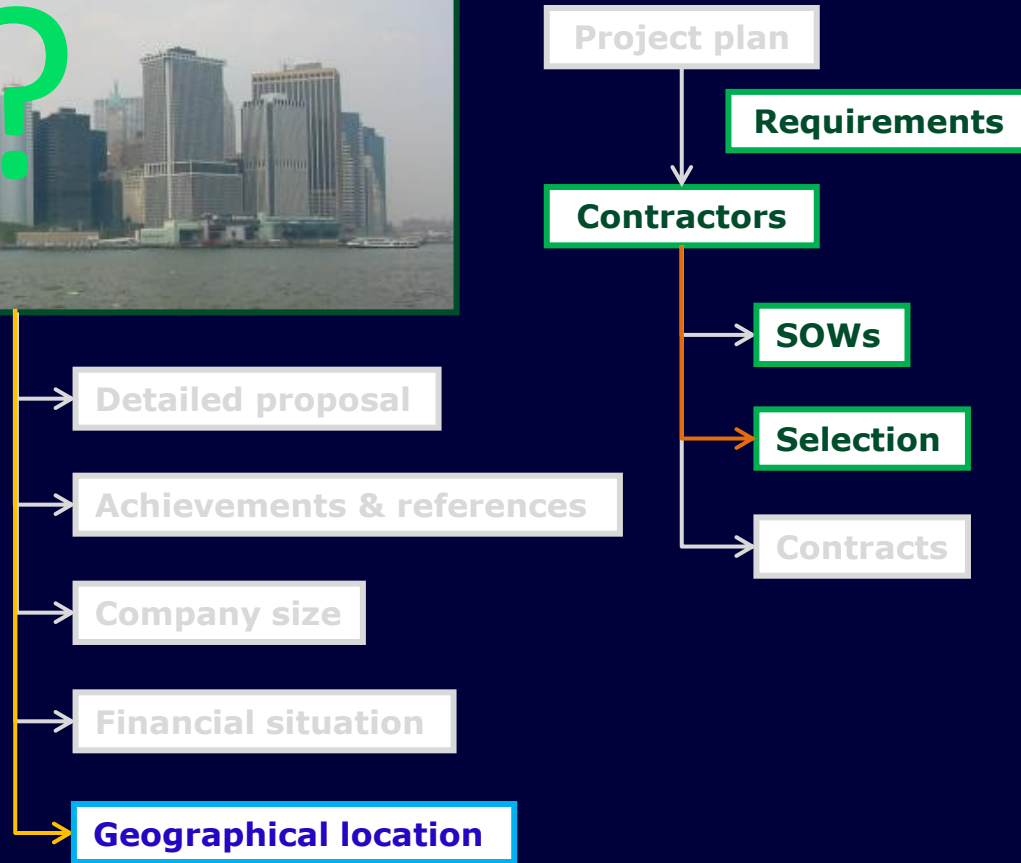 ?
Project plan
Requirements
Contractors
SOWs
Selection
Contracts
Detailed proposal
Achievements & references
Company size
Financial situation
Geographical location